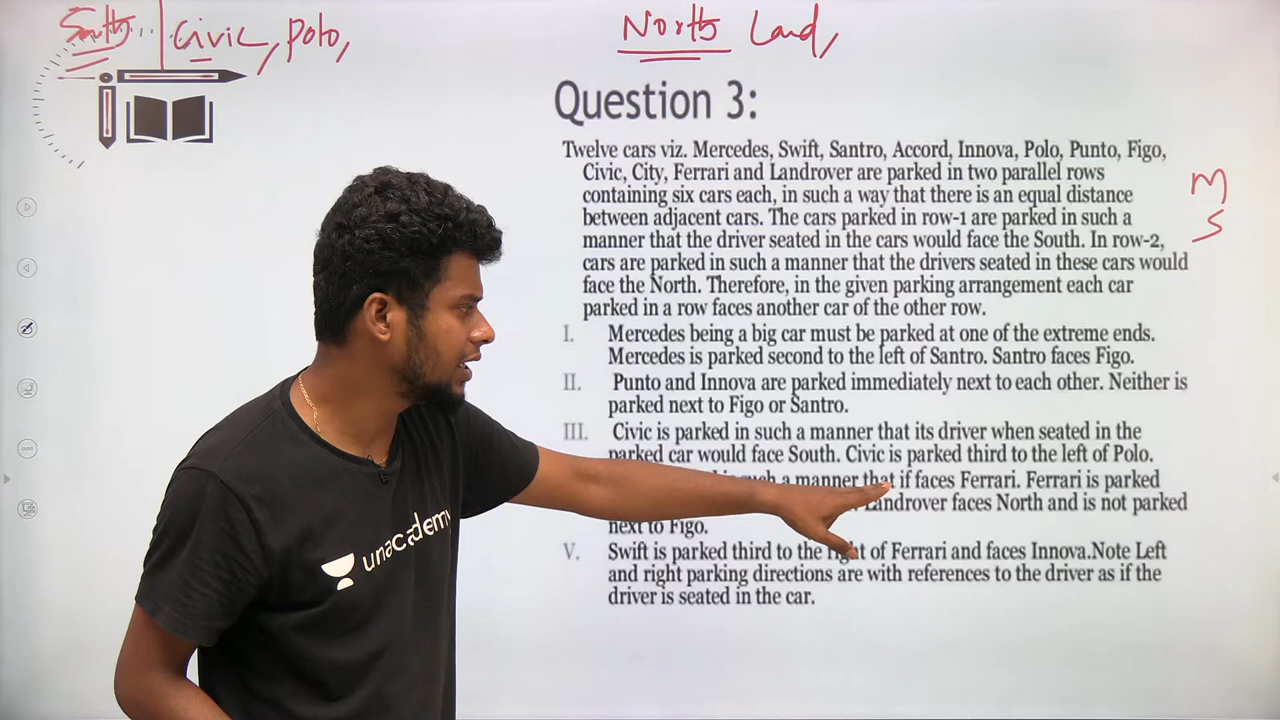 South | Civic, Polo,
North Land,
Question 3:
Twelve cars viz. Mercedes, Swift, Santro, Accord, Innova, Polo, Punto, Figo,
Civic, City, Ferrari and Landrover are parked in two parallel rows
containing six cars each, in such a way that there is an equal distance
between adjacent cars. The cars parked in row-1 are parked in such a
manner that the driver seated in the cars would face the South. In row-2,
cars are parked in such a manner that the drivers seated in these cars would
face the North. Therefore, in the given parking arrangement each car
parked in a row faces another car of the other row.
M
S
I. Mercedes being a big car must be parked at one of the extreme ends.
Mercedes is parked second to the left of Santro. Santro faces Figo.
II. Punto and Innova are parked immediately next to each other. Neither is
parked next to Figo or Santro.
III. Civic is parked in such a manner that its driver when seated in the
parked car would face South. Civic is parked third to the left of Polo.
such a manner that if faces Ferrari. Ferrari is parked
Landrover faces North and is not parked
next to Figo.
V. Swift is parked third to the right of Ferrari and faces Innova.Note Left
and right parking directions are with references to the driver as if the
driver is seated in the car.
unacademy